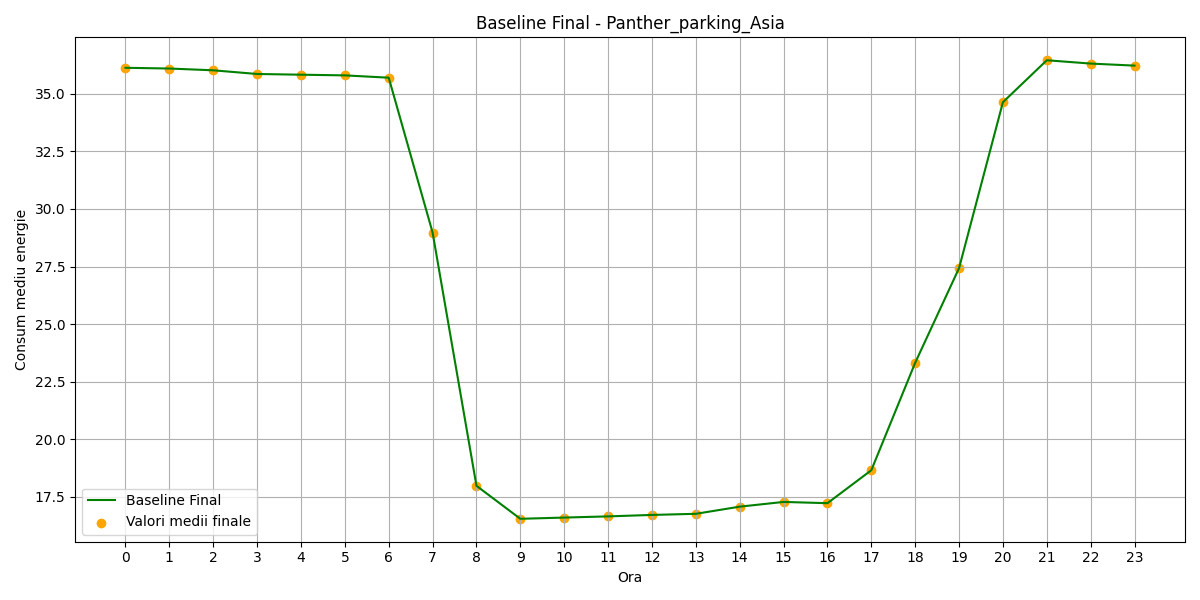 Baseline Final - Panther_parking_Asia
Consum mediu energie
35.0
32.5
30.0
27.5
25.0
22.5
20.0
17.5
Baseline Final
Valori medii finale
0 1 2 3 4 5 6 7 8 9 10 11 12 13 14 15 16 17 18 19 20 21 22 23
Ora